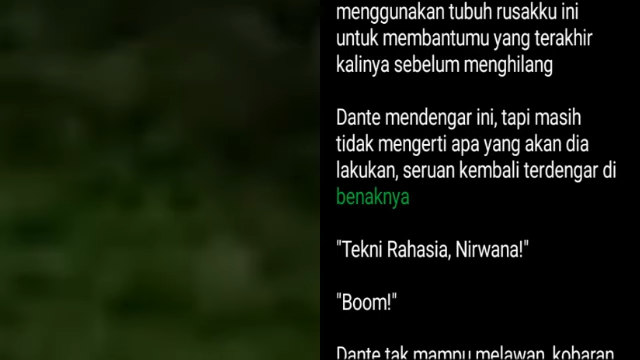 menggunakan tubuh rusakku ini
untuk membantumu yang terakhir
kalinya sebelum menghilang
Dante mendengar ini, tapi masih
tidak mengerti apa yang akan dia
lakukan, seruan kembali terdengar di
benaknya
"Tekni Rahasia, Nirwana!"
"Boom!"
Dante tak mampu melawan, kobaran